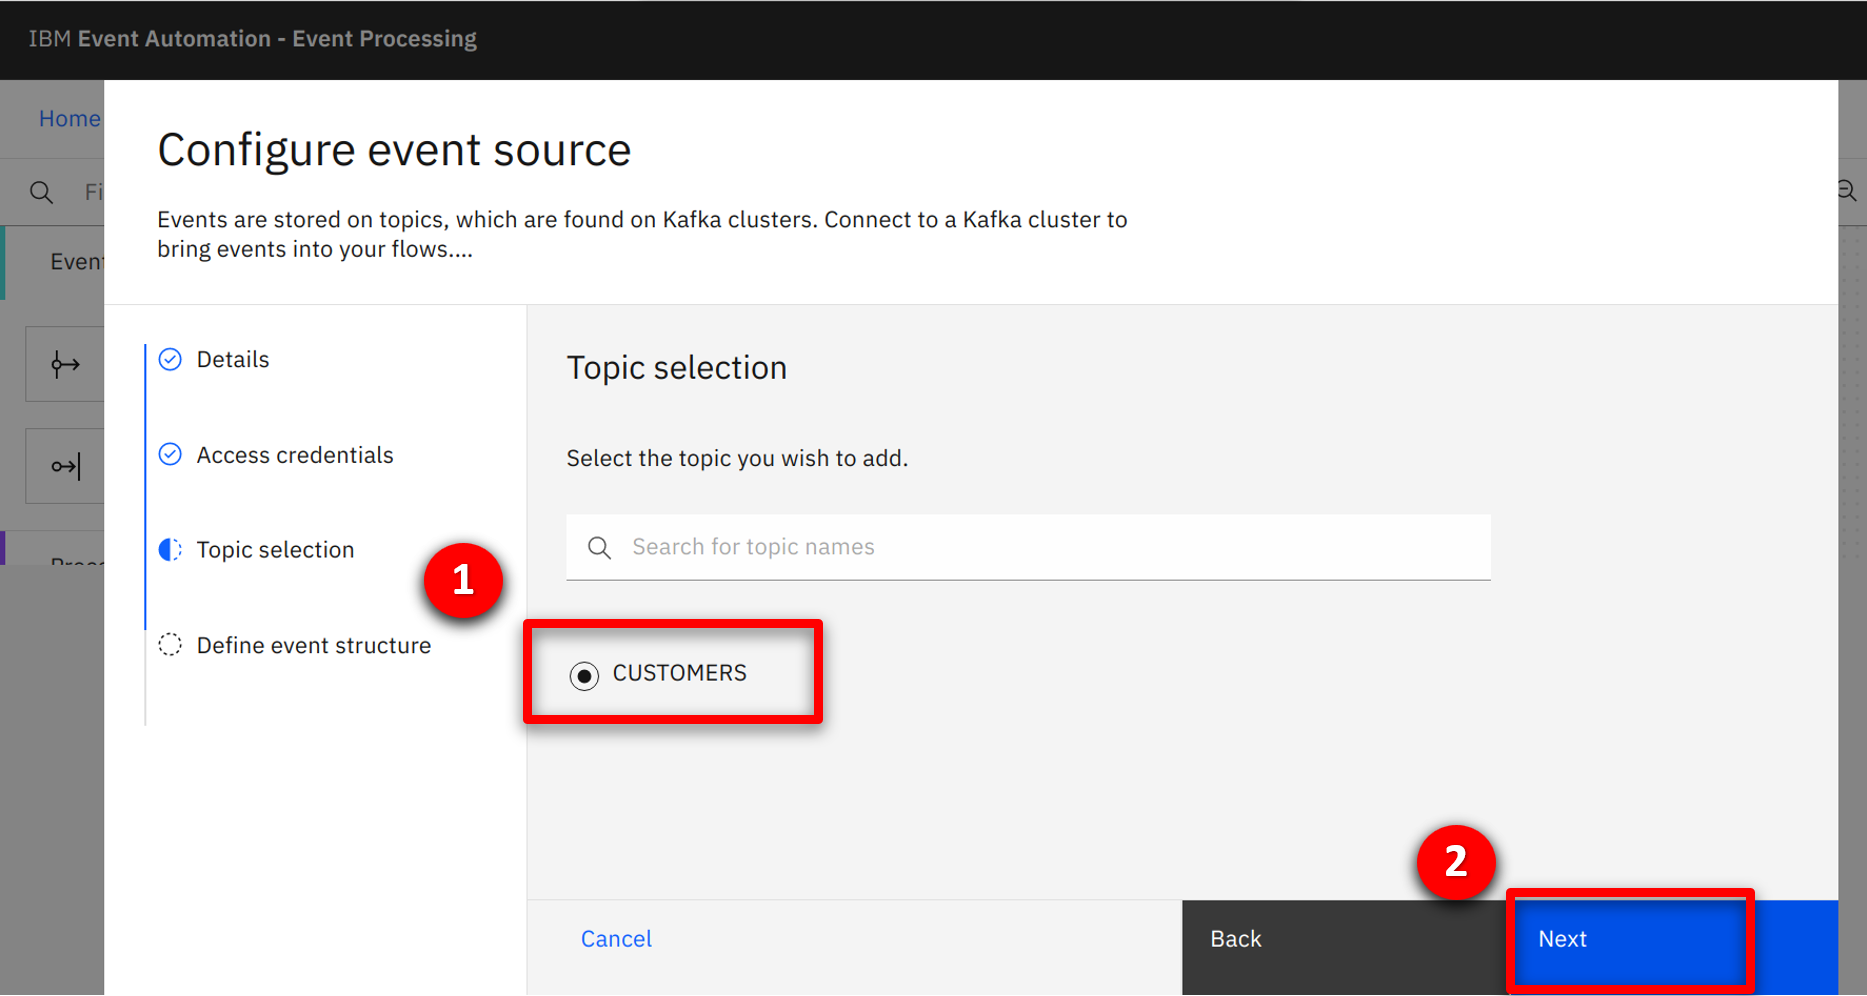 IBM Event Automation - Event Processing
Home
Configure event source
Fi
Events are stored on topics, which are found on Kafka clusters. Connect to a Kafka cluster to
bring events into your flows....
Event
Details
Topic selection
Access credentials
Select the topic you wish to add.
Topic selection
Search for topic names
1
Define event structure
CUSTOMERS
2
Cancel
Back
Next